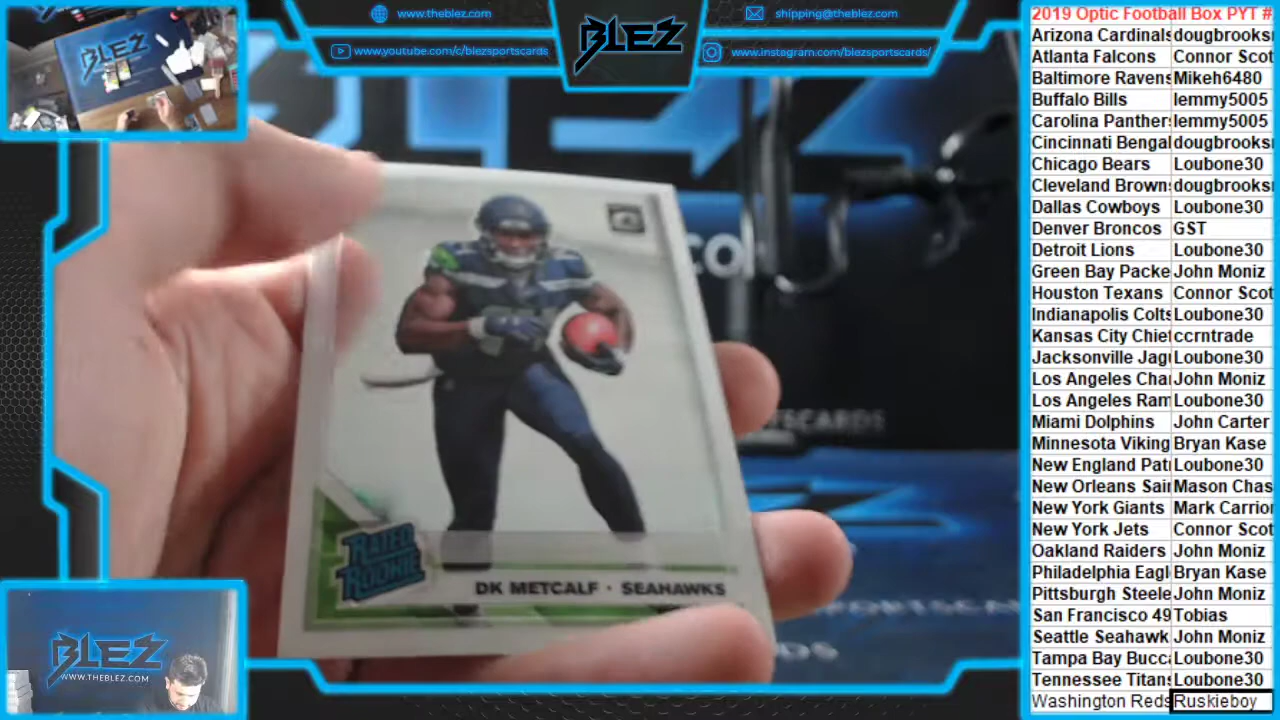 www.theblez.com
www.youtube.com/c/blezsportscards
BLEZ
shipping@theblez.com
www.instagram.com/blezsportscards/
RATED
ROOKIE
DK METCALF · SEAHAWKS
BLEZ
WWW.THEBLEZ.COM
2019 Optic Football Box PYT #
Arizona Cardinals dougbrooks
Atlanta Falcons Connor Scot
Baltimore Ravens Mikeh6480
Buffalo Bills lemmy5005
Carolina Panthers lemmy5005
Cincinnati Bengal dougbrooks
Chicago Bears Loubone30
Cleveland Browns dougbrooks
Dallas Cowboys Loubone30
Denver Broncos GST
Detroit Lions Loubone30
Green Bay Packe John Moniz
Houston Texans Connor Scot
Indianapolis Colts Loubone30
Kansas City Chief ccrntrade
Jacksonville Jagu Loubone30
Los Angeles Cha John Moniz
Los Angeles Ram Loubone30
Miami Dolphins John Carter
Minnesota Viking Bryan Kase
New England Patr Loubone30
New Orleans Sain Mason Chas
New York Giants Mark Carrion
New York Jets Connor Scot
Oakland Raiders John Moniz
Philadelphia Eagl Bryan Kase
Pittsburgh Steele John Moniz
San Francisco 49 Tobias
Seattle Seahawk John Moniz
Tampa Bay Bucca Loubone30
Tennessee Titans Loubone30
Washington Reds Ruskieboy